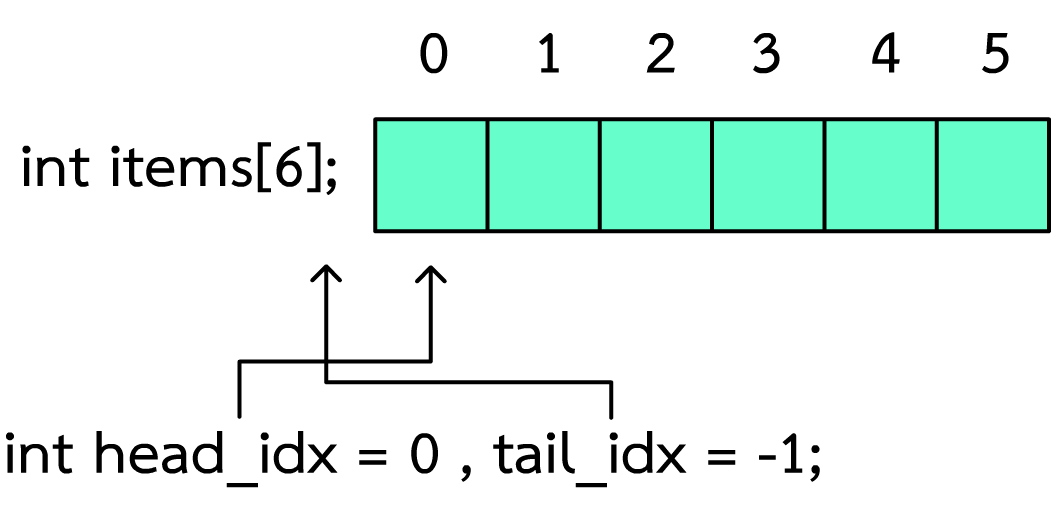 0 1 2 3 4 5
int items[6];
int head_idx = 0 , tail_idx = -1;